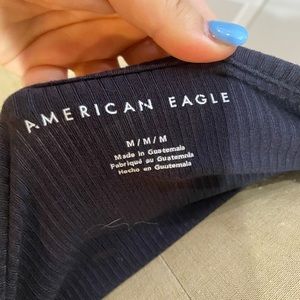 AMERICAN EAGLE
M/M/M
Made in Guatemala
Fabriqué au Guatemala
Hecho en Guatemala